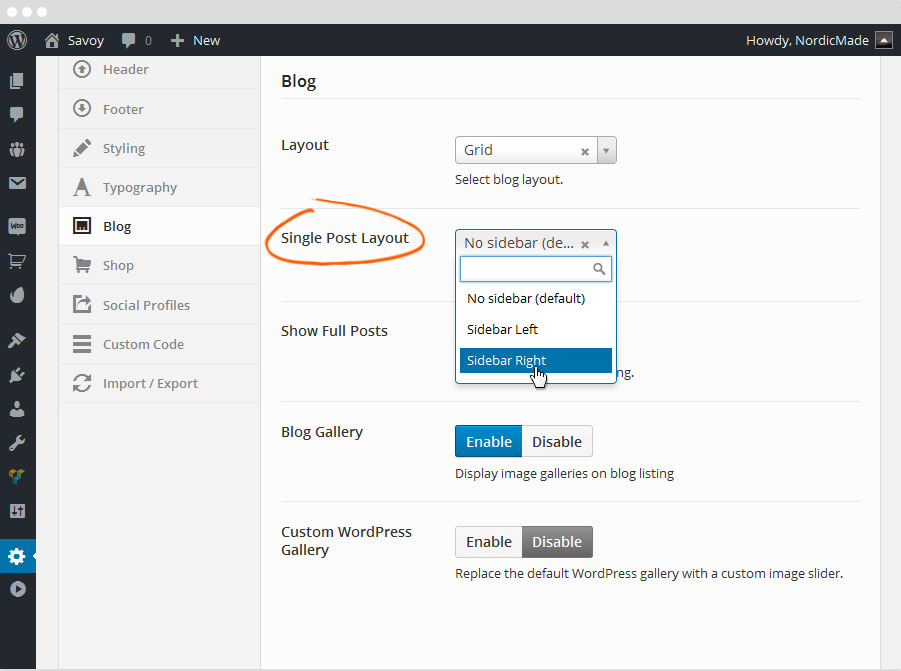 Savoy 0 New Howdy, NordicMade
Header
Footer
Styling
Typography
Blog
Shop
Social Profiles
Custom Code
Import / Export
Woo
Blog
Layout
Grid
Select blog layout.
Single Post Layout
No sidebar (de...
No sidebar (default)
Sidebar Left
Sidebar Right
Show Full Posts
ng.
Blog Gallery
Enable Disable
Display image galleries on blog listing
Custom WordPress
Gallery
Enable Disable
Replace the default WordPress gallery with a custom image slider.